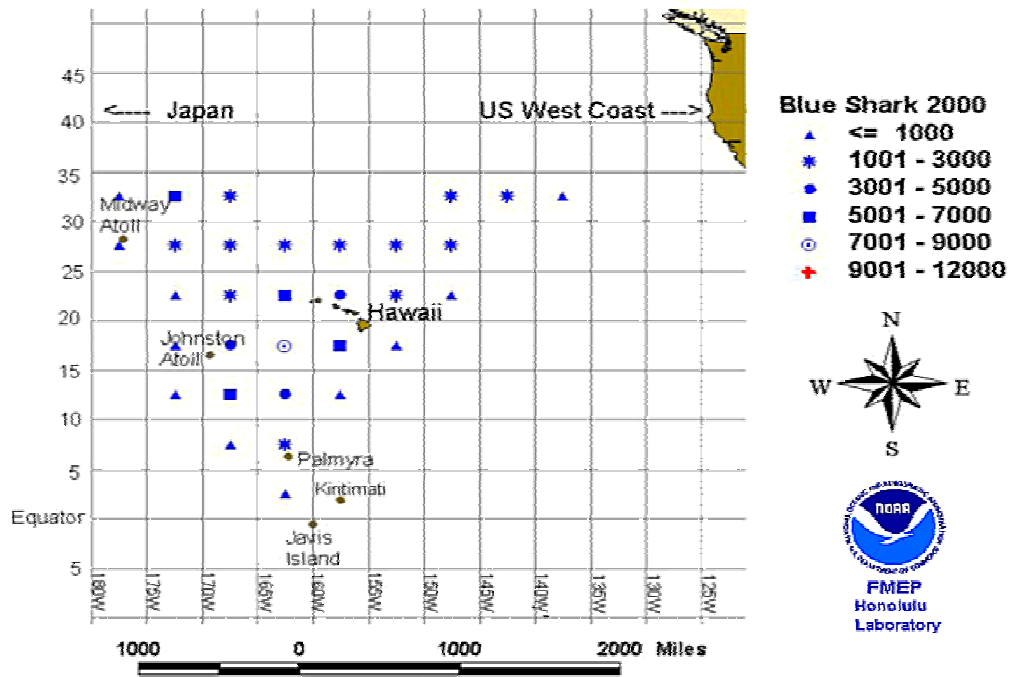 45
<---- Japan
US West Coast --->
40
35
Midway
Atoll
30
25
20
Hawaii
Johnston
Atoll
15
10
5
Palmyra
Kiritimati
Equator
Javis
Island
5
180W
175W
170W
165W
160W
155W
150W
145W
140W
135W
130W
125W
1000
0
1000
2000 Miles
Blue Shark 2000
<= 1000
1001 - 3000
3001 - 5000
5001 - 7000
7001 - 9000
9001 - 12000
N
W
E
S
NOAA
FMEP
Honolulu
Laboratory